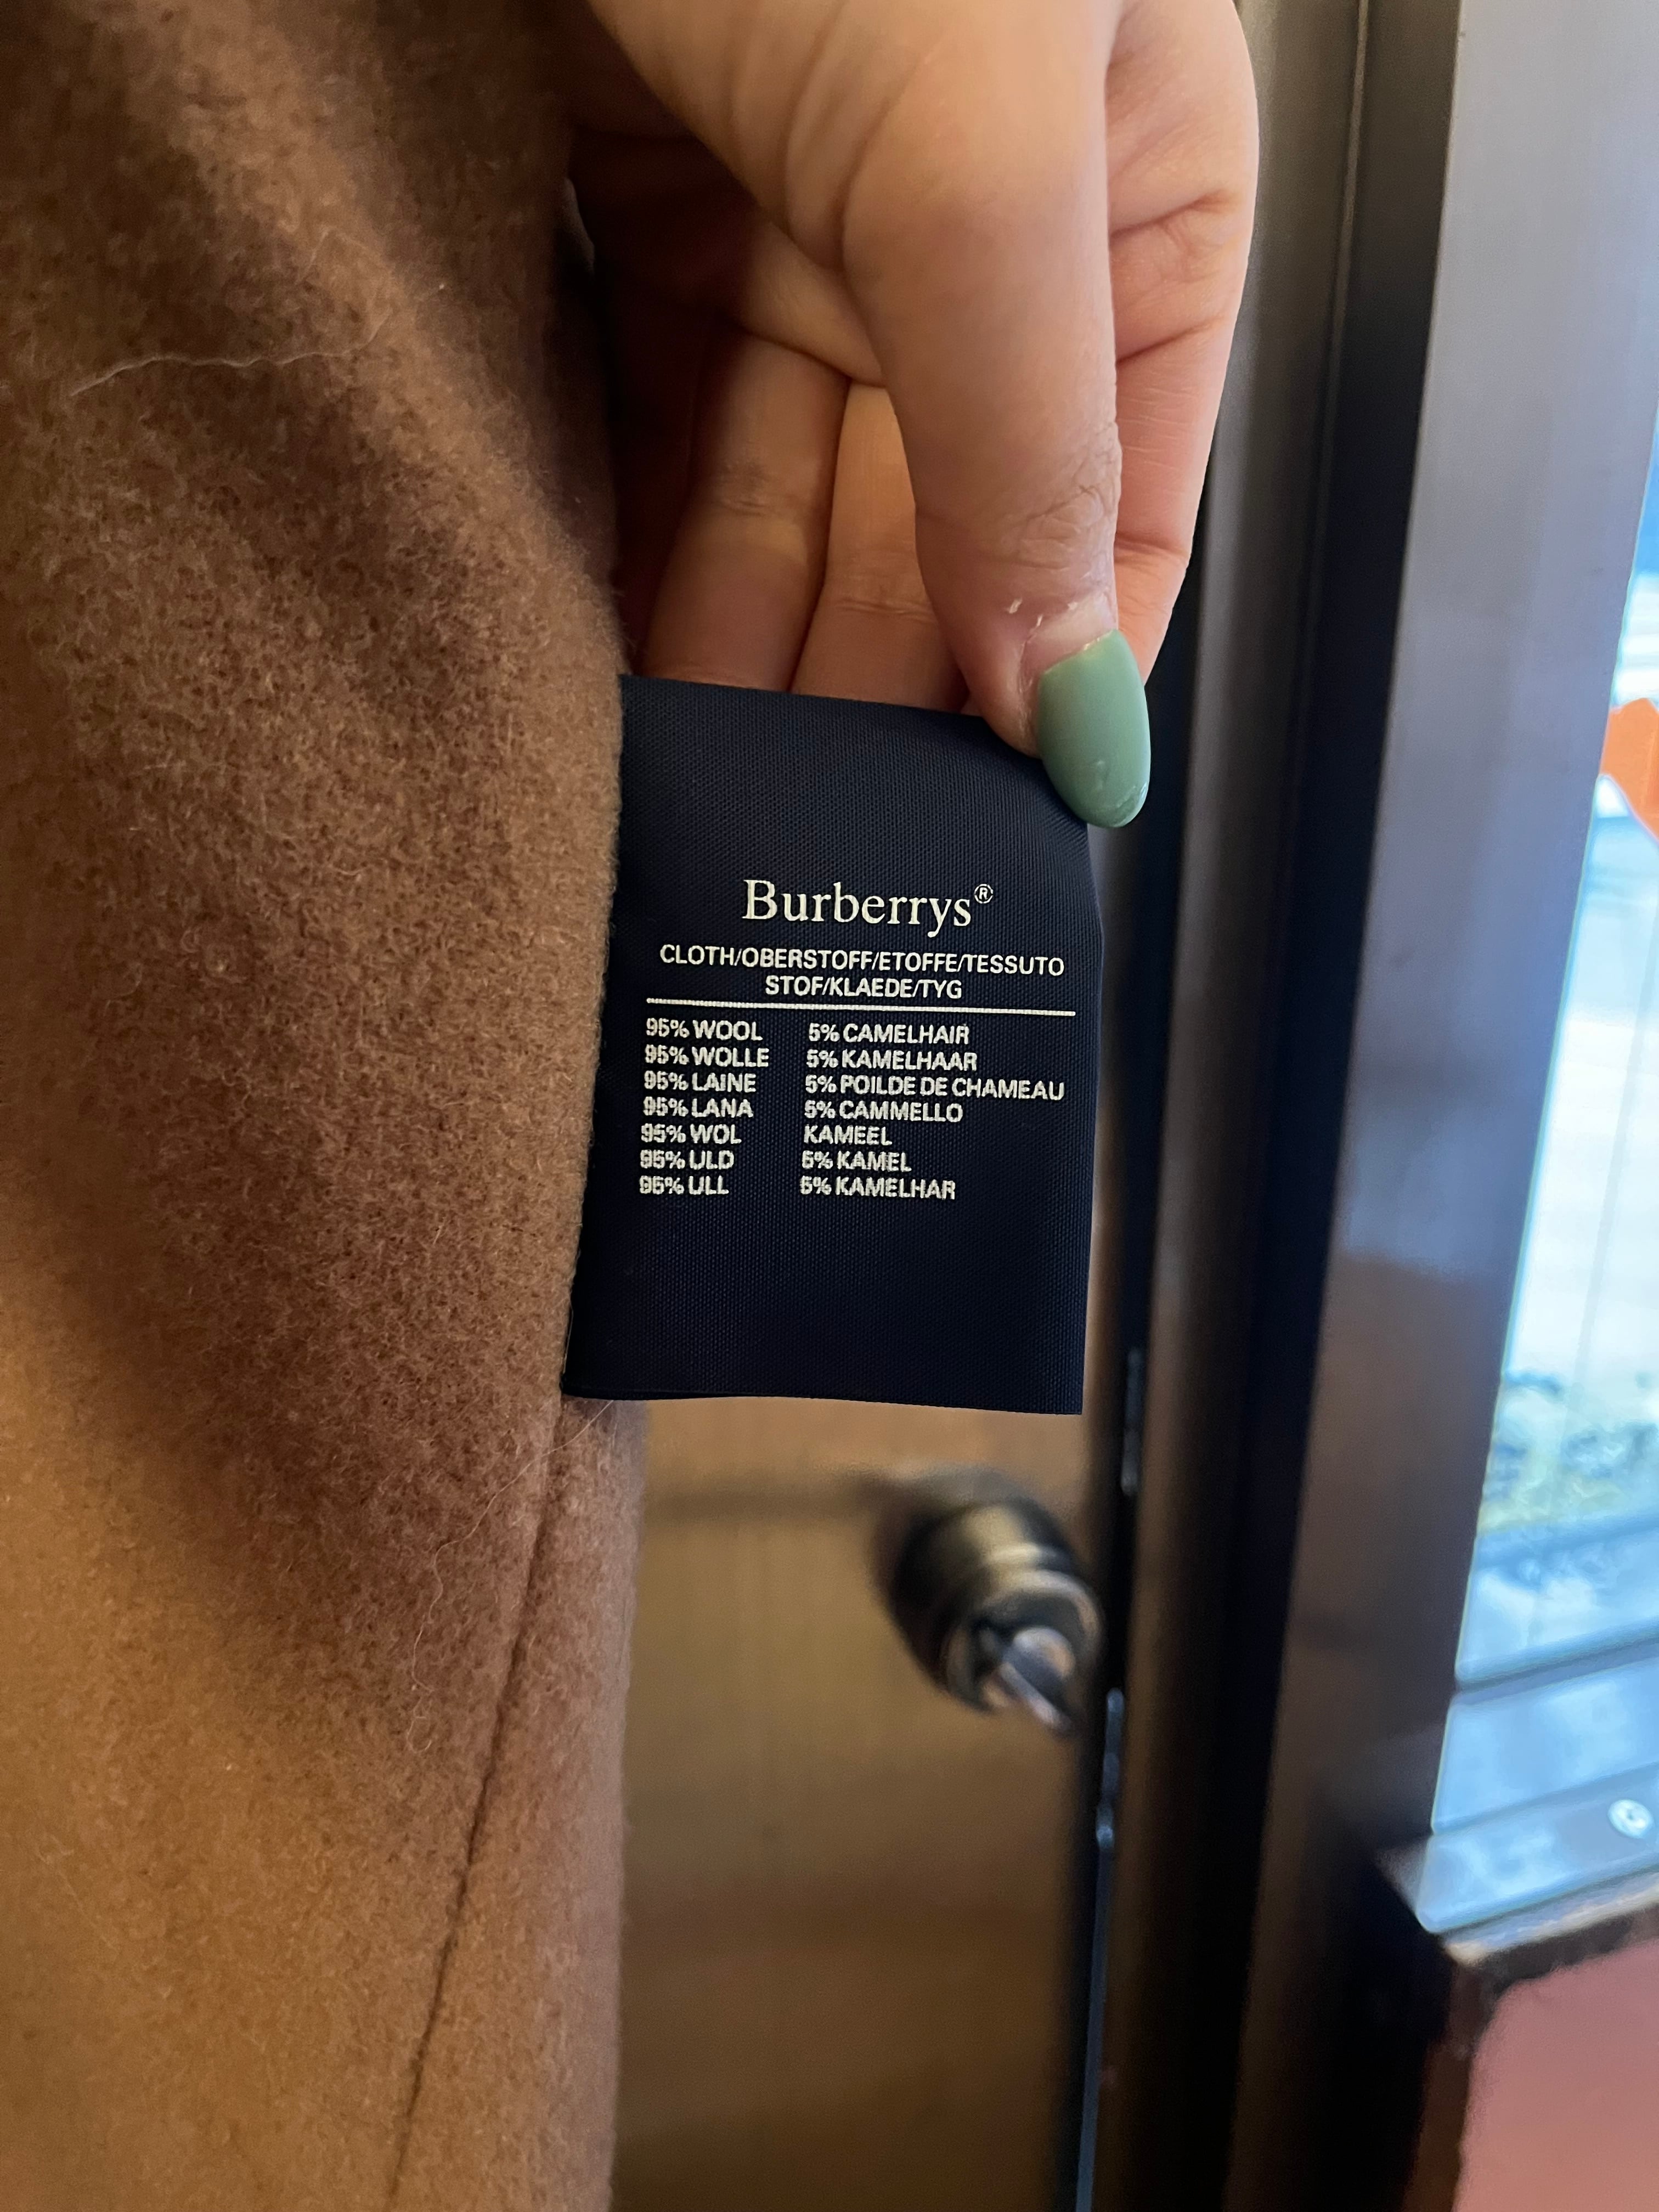 Burberrys®
CLOTH/OBERSTOFF/ETOFFE/TESSUTO
STOF/KLAEDE/TYG
95% WOOL 5% CAMELHAIR
95% WOLLE 5% KAMELHAAR
95% LAINE 5% POILDE DE CHAMEAU
95% LANA 5% CAMMELLO
95% WOL KAMEEL
95% ULD 5% KAMEL
95% ULL 5% KAMELHAR